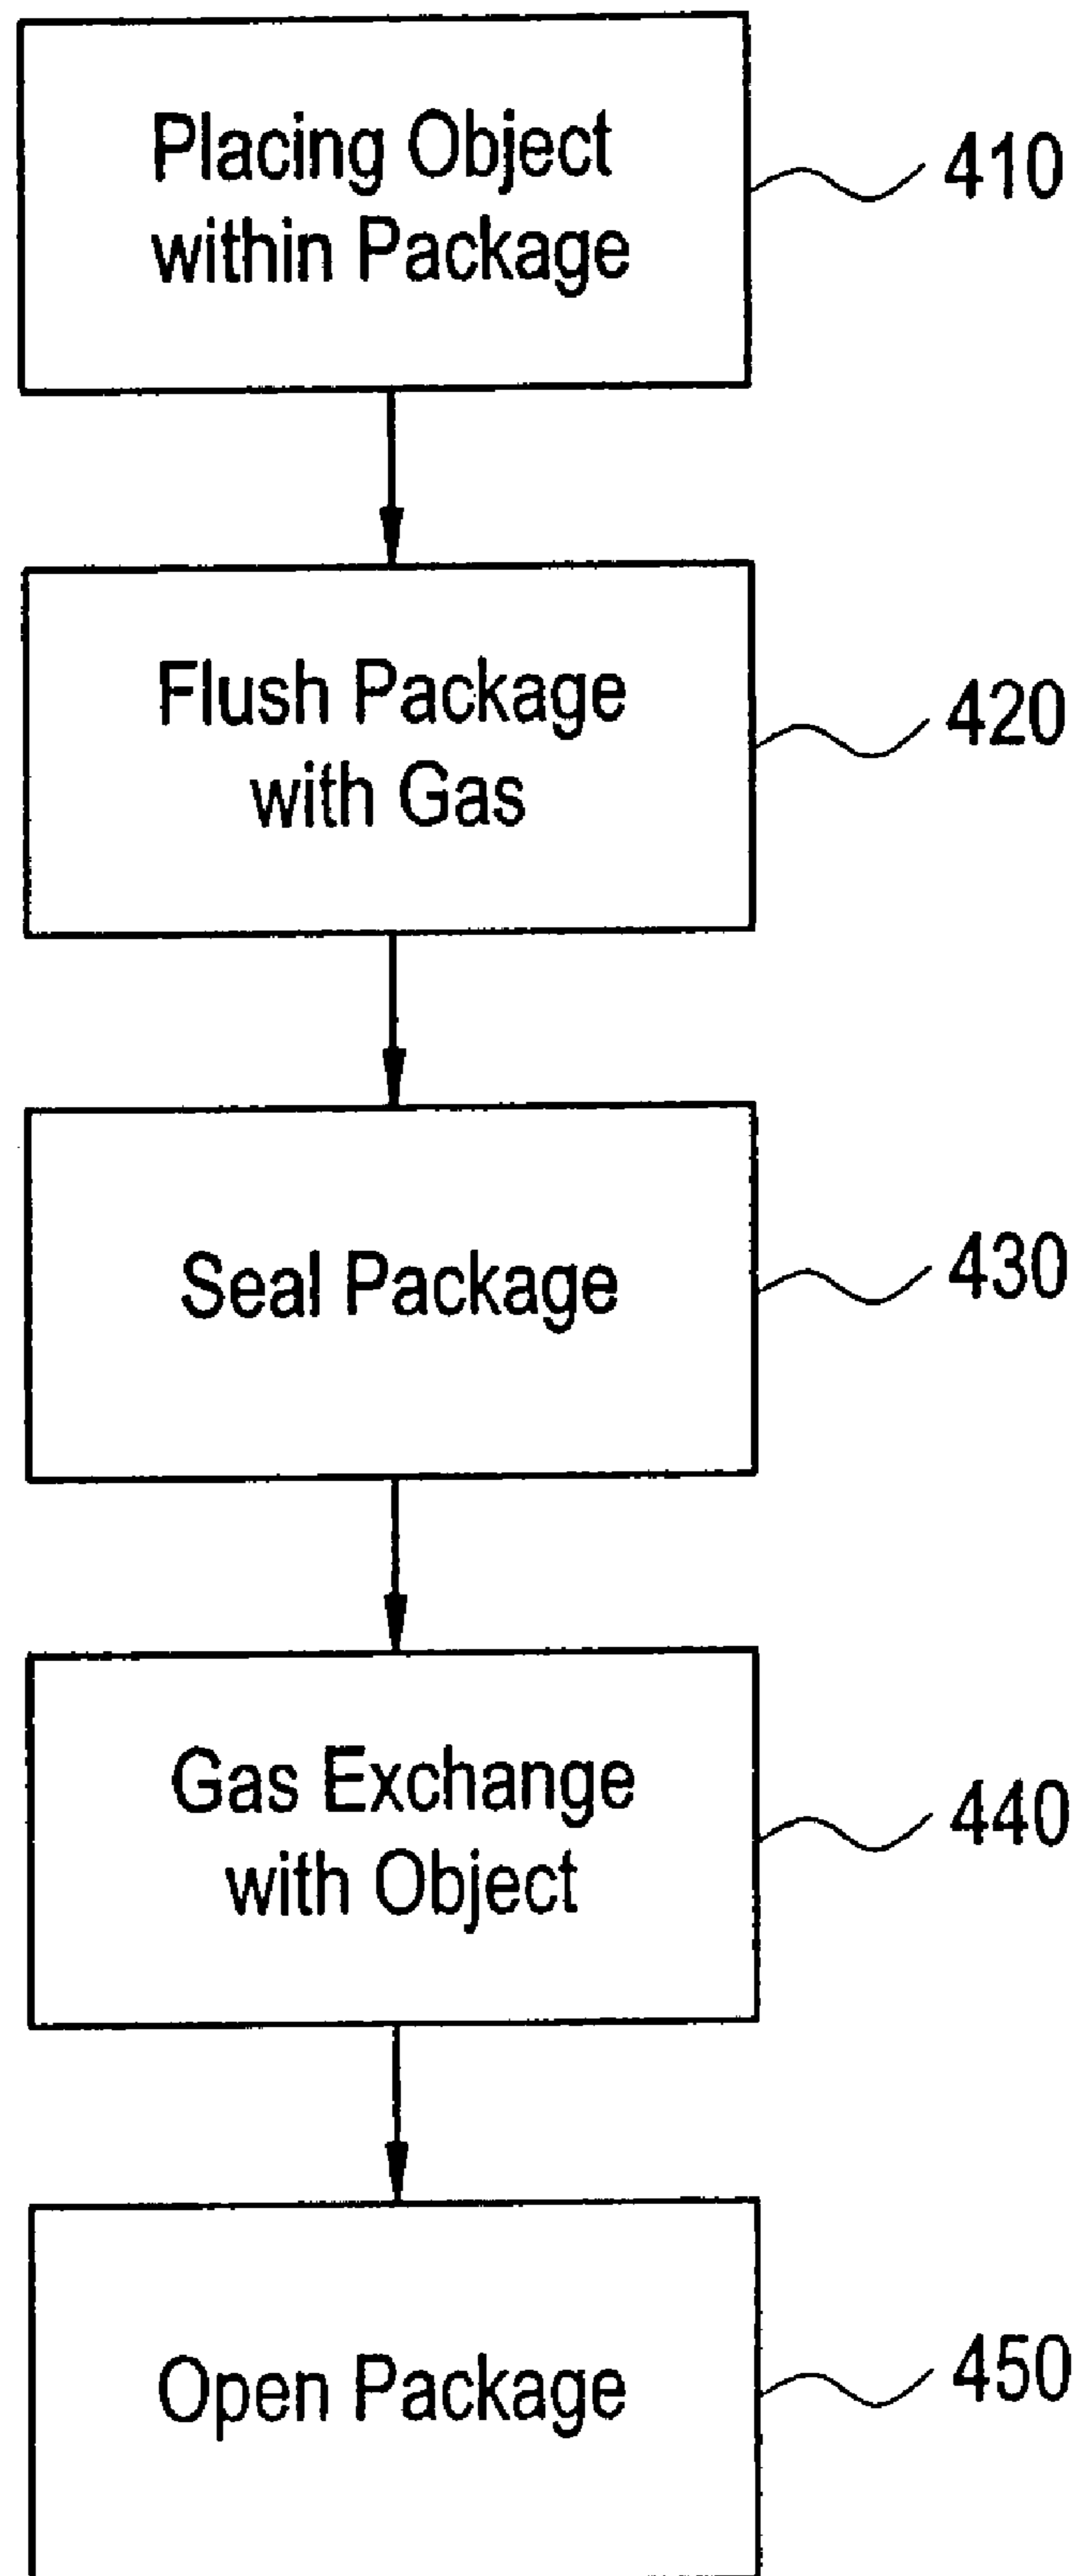 Placing Object
within Package
410
Flush Package
with Gas
420
Seal Package
430
Gas Exchange
with Object
440
Open Package
450